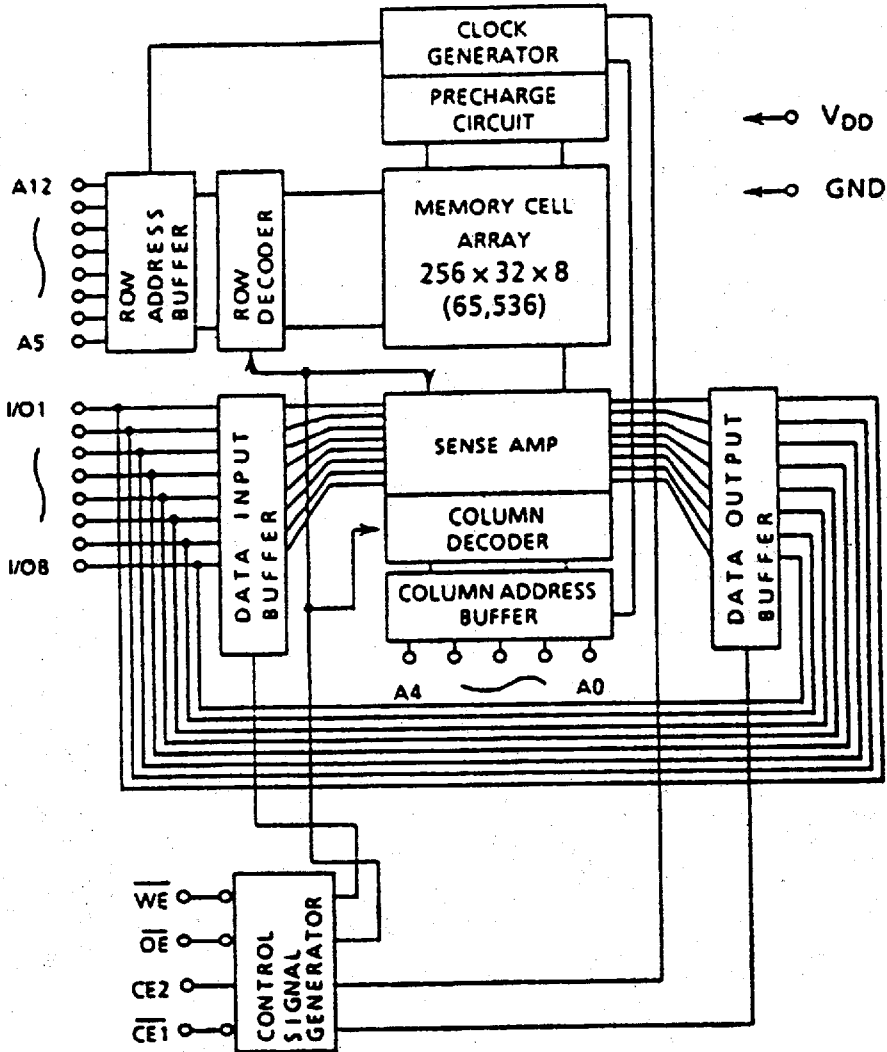 CLOCK
GENERATOR
PRECHARGE
CIRCUIT
VDD
GND
A12
A5
ROW
ADDRESS
BUFFER
ROW
DECODER
MEMORY CELL
ARRAY
256 x 32 x 8
(65,536)
I/O1
I/O8
DATA INPUT
BUFFER
SENSE AMP
COLUMN
DECODER
COLUMN ADDRESS
BUFFER
A4
A0
DATA OUTPUT
BUFFER
WE
OE
CE2
CE1
CONTROL
SIGNAL
GENERATOR